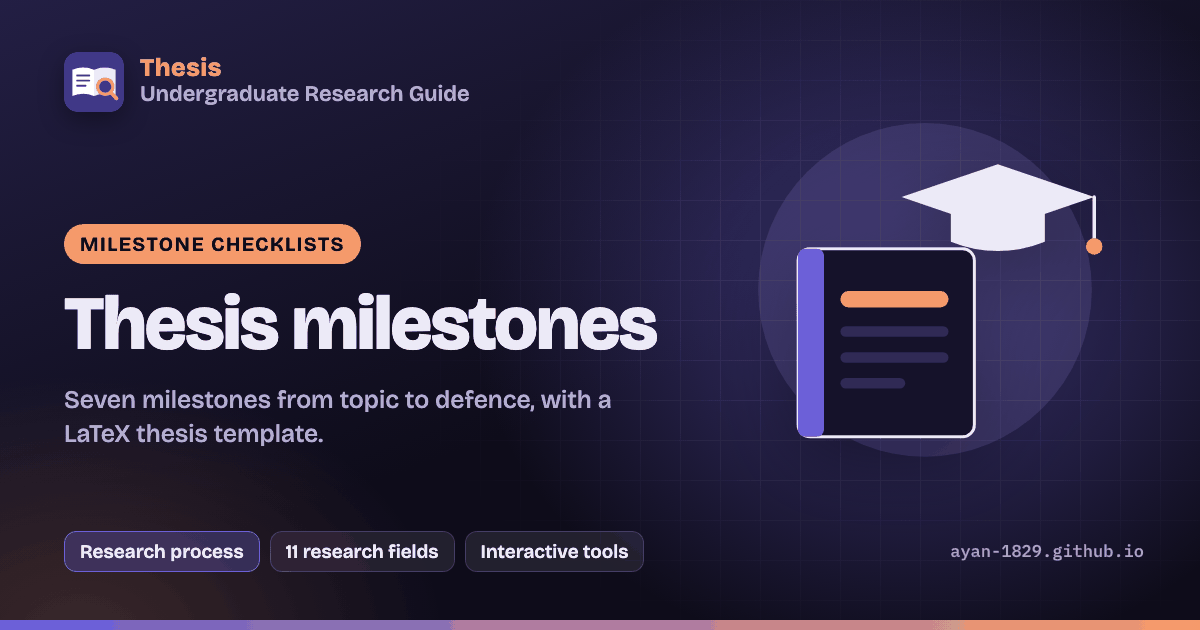 Thesis
Undergraduate Research Guide
MILESTONE CHECKLISTS
Thesis milestones
Seven milestones from topic to defence, with a
LaTeX thesis template.
Research process
11 research fields
Interactive tools
ayan-1829.github.io